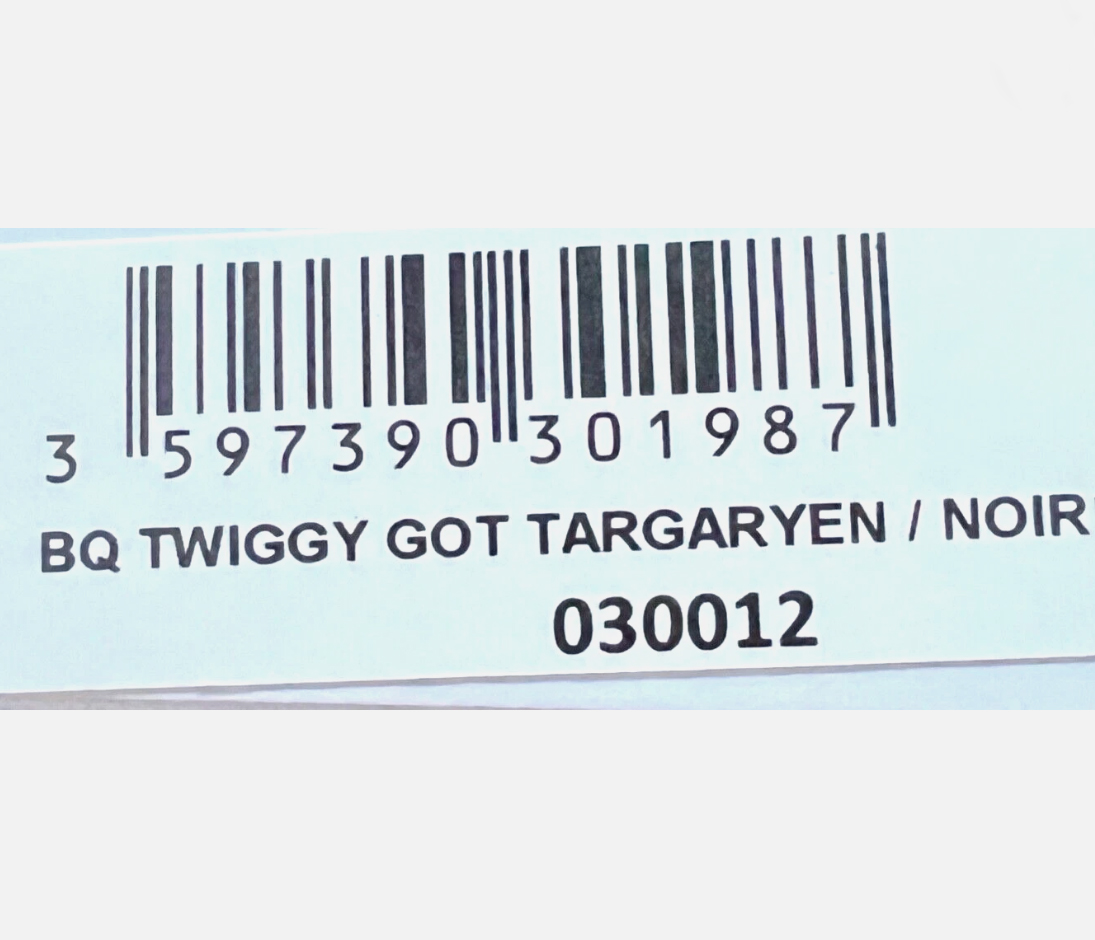 3 597390 301987
BQ TWIGGY GOT TARGARYEN / NOIR
030012